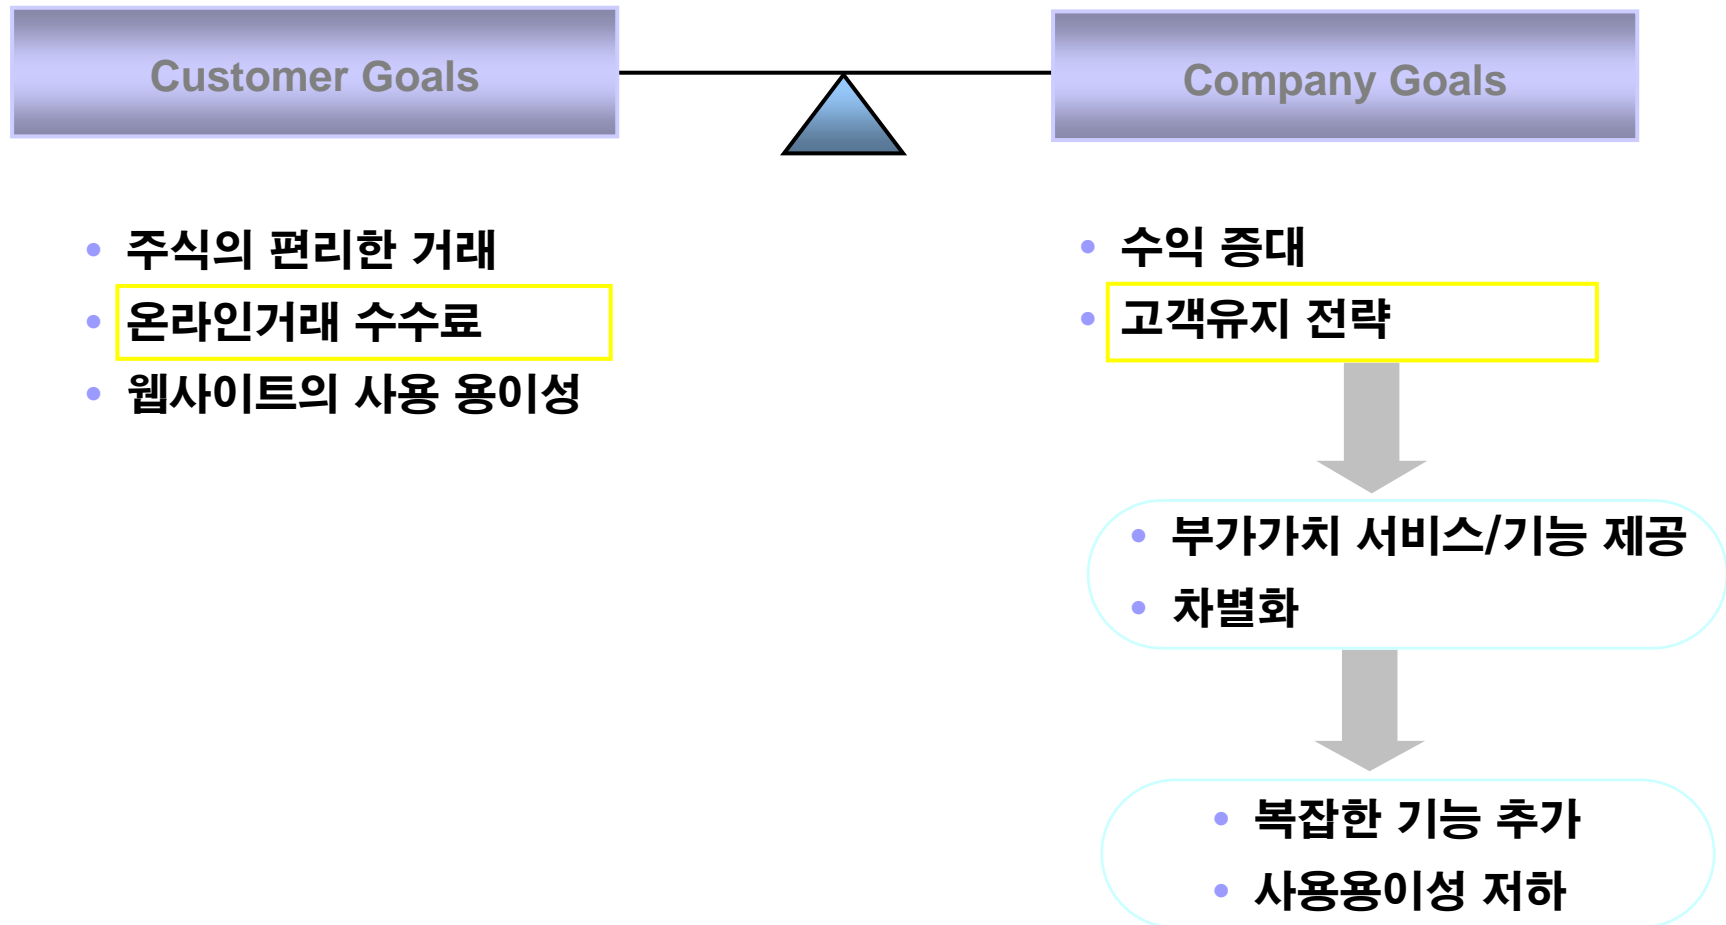 Customer Goals
Company Goals
• 주식의 편리한 거래
• 온라인거래 수수료
• 웹사이트의 사용 용이성
• 수익 증대
• 고객유지 전략
• 부가가치 서비스/기능 제공
• 차별화
• 복잡한 기능 추가
• 사용용이성 저하